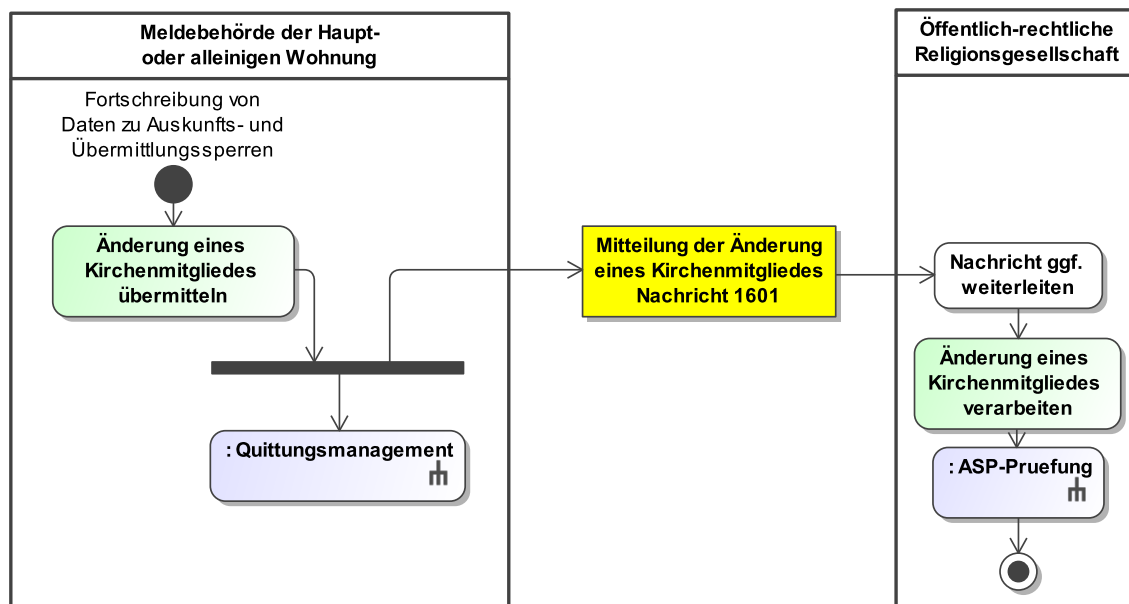 Meldebehörde der Haupt-
oder alleinigen Wohnung
Fortschreibung von
Daten zu Auskunfts- und
Übermittlungssperren
Änderung eines
Kirchenmitgliedes
übermitteln
: Quittungsmanagement
Mitteilung der Änderung
eines Kirchenmitgliedes
Nachricht 1601
Öffentlich-rechtliche
Religionsgesellschaft
Nachricht ggf.
weiterleiten
Änderung eines
Kirchenmitgliedes
verarbeiten
: ASP-Pruefung